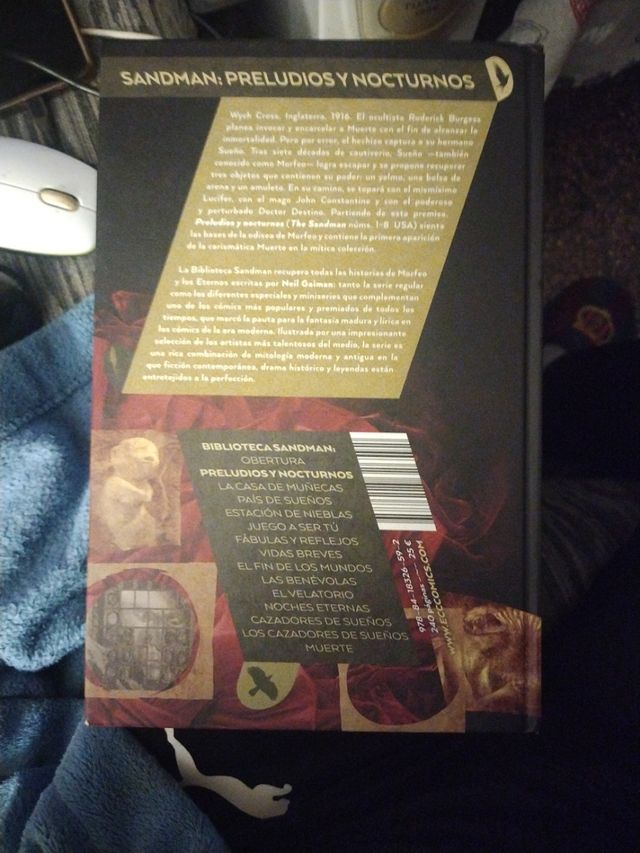 SANDMAN: PRELUDIOS Y NOCTURNOS
Wych Cross, Inglaterra, 1916. El ocultista Roderick Burgess
planea invocar y encarcelar a Muerte con el fin de alcanzar la
inmortalidad. Pero por error, el hechizo captura a su hermano
Sueño. Tras siete décadas de cautiverio, Sueño —también
conocido como Morfeo— logra escapar y se propone recuperar
tres objetos que contienen su poder: un yelmo, una bolsa de
arena y un amuleto. En su camino, se topará con el mismísimo
Lucifer, con el mago John Constantine y con el poderoso
y perturbado Doctor Destino. Partiendo de esta premisa,
Preludios y nocturnos (The Sandman núms. 1-8 USA) sienta
las bases de la odisea de Morfeo y contiene la primera aparición
de la carismática Muerte en la mítica colección.
La Biblioteca Sandman recupera todas las historias de Morfeo
y los Eternos escritas por Neil Gaiman: tanto la serie regular
como los diferentes especiales y miniseries que complementan
uno de los cómics más populares y premiados de todos los
tiempos, que marcó la pauta para la fantasía madura y lírica en
los cómics de la era moderna. Ilustrada por una impresionante
selección de los artistas más talentosos del medio, la serie es
una rica combinación de mitología moderna y antigua en la
que ficción contemporánea, drama histórico y leyendas están
entretejidos a la perfección.
BIBLIOTECA SANDMAN:
OBERTURA
PRELUDIOS Y NOCTURNOS
LA CASA DE MUÑECAS
PAÍS DE SUEÑOS
ESTACIÓN DE NIEBLAS
JUEGO A SER TÚ
FÁBULAS Y REFLEJOS
VIDAS BREVES
EL FIN DE LOS MUNDOS
LAS BENÉVOLAS
EL VELATORIO
NOCHES ETERNAS
CAZADORES DE SUEÑOS
LOS CAZADORES DE SUEÑOS
MUERTE
978-84-18326-59-2
240 páginas — 25 €
WWW.ECCCOMICS.COM